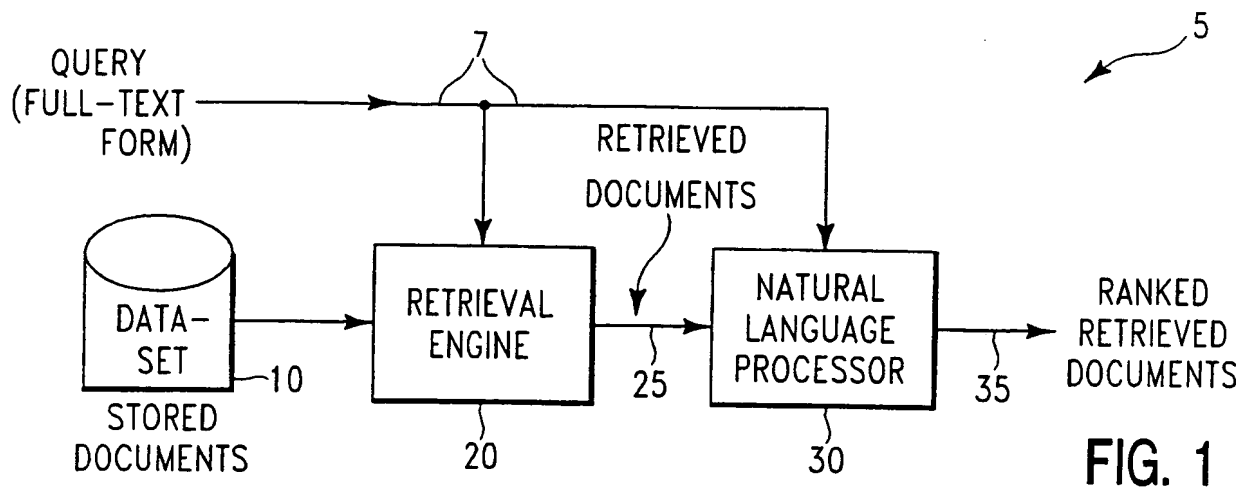 5
7
QUERY
(FULL-TEXT
FORM)
RETRIEVED
DOCUMENTS
DATA-
SET
10
STORED
DOCUMENTS
RETRIEVAL
ENGINE
20
25
NATURAL
LANGUAGE
PROCESSOR
30
35
RANKED
RETRIEVED
DOCUMENTS
FIG. 1